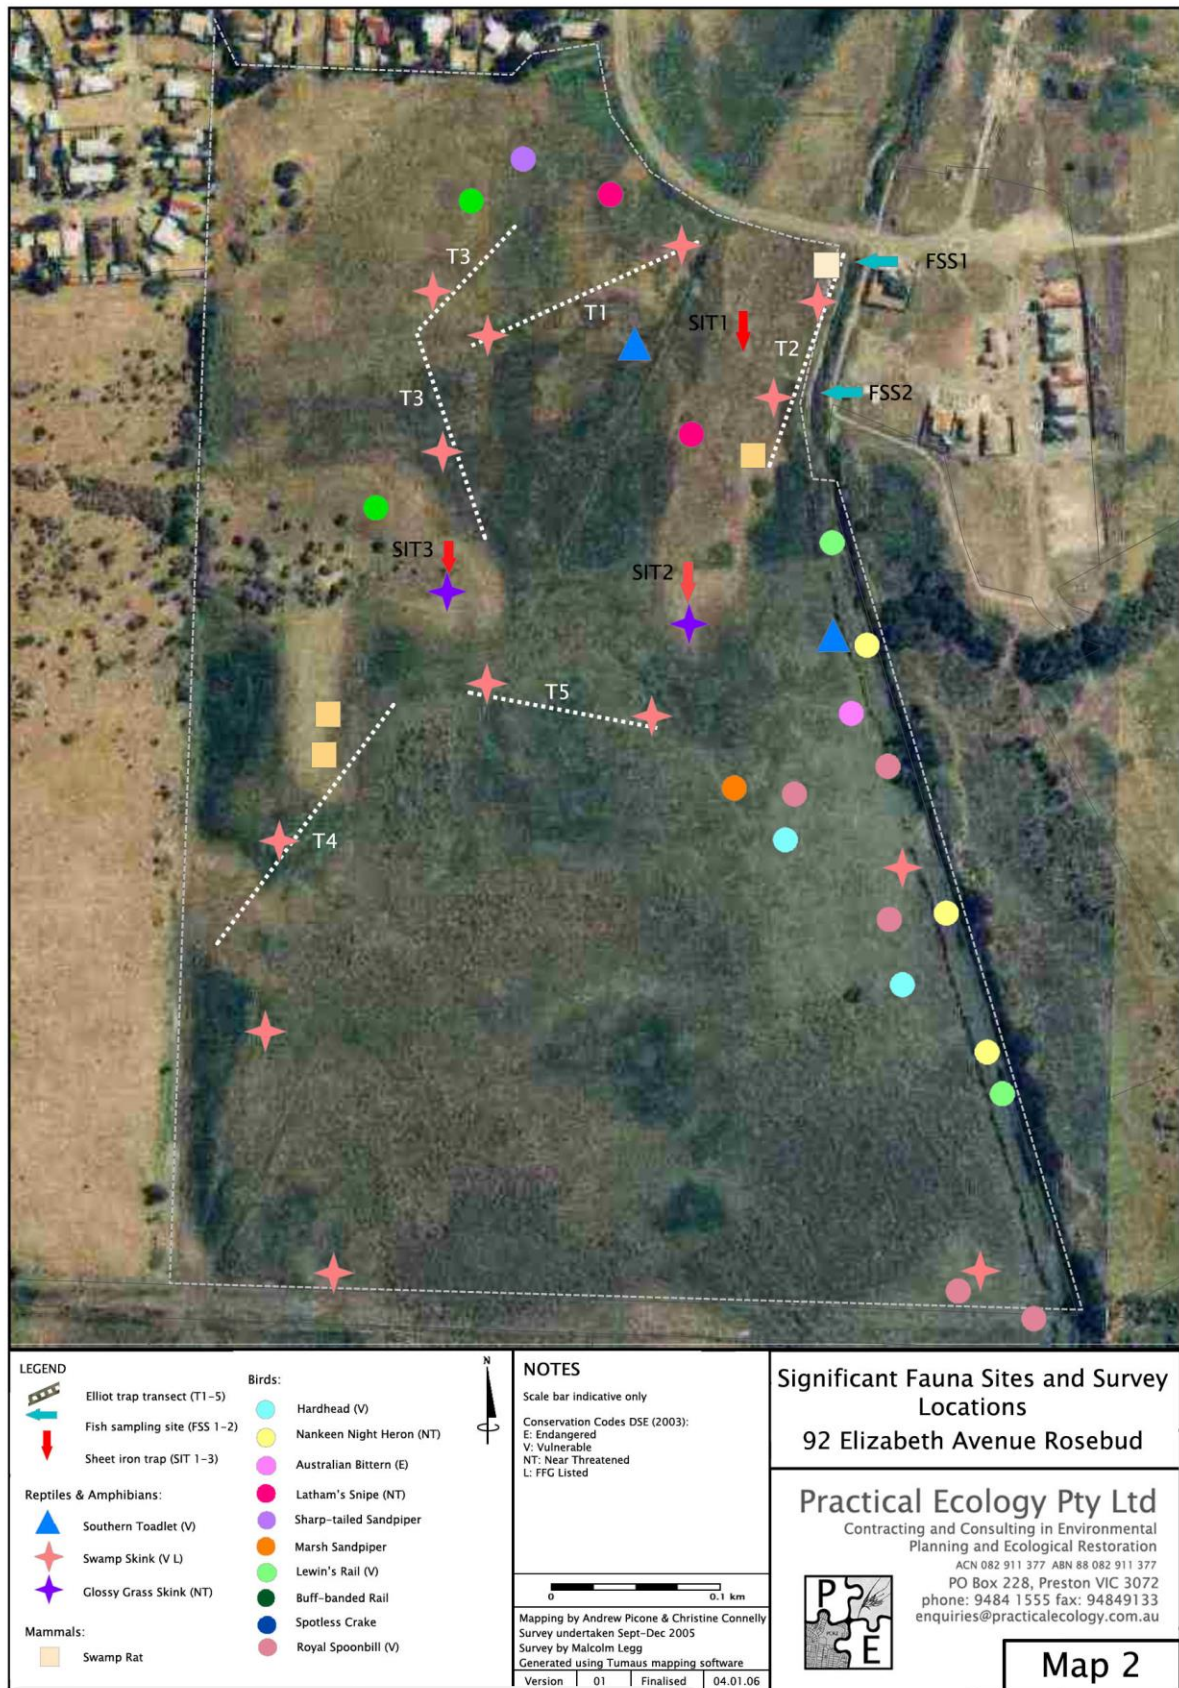 T3
T1
FSS1
SIT1
T2
FSS2
T3
SIT3
SIT2
T5
T4
LEGEND
Elliot trap transect (T1-5)
Fish sampling site (FSS 1-2)
Sheet iron trap (SIT 1-3)
Reptiles & Amphibians:
Southern Toadlet (V)
Swamp Skink (V L)
Glossy Grass Skink (NT)
Mammals:
Swamp Rat
Birds:
Hardhead (V)
Nankeen Night Heron (NT)
Australian Bittern (E)
Latham's Snipe (NT)
Sharp-tailed Sandpiper
Marsh Sandpiper
Lewin's Rail (V)
Buff-banded Rail
Spotless Crake
Royal Spoonbill (V)
N
NOTES
Scale bar indicative only
Conservation Codes DSE (2003):
E: Endangered
V: Vulnerable
NT: Near Threatened
L: FFG Listed
0 0.1 km
Mapping by Andrew Picone & Christine Connelly
Survey undertaken Sept-Dec 2005
Survey by Malcolm Legg
Generated using Tumaus mapping software
Version 01 Finalised 04.01.06
Significant Fauna Sites and Survey
Locations
92 Elizabeth Avenue Rosebud
Practical Ecology Pty Ltd
Contracting and Consulting in Environmental
Planning and Ecological Restoration
ACN 082 911 377 ABN 88 082 911 377
PO Box 228, Preston VIC 3072
phone: 9484 1555 fax: 94849133
enquiries@practicalecology.com.au
P
E
Map 2